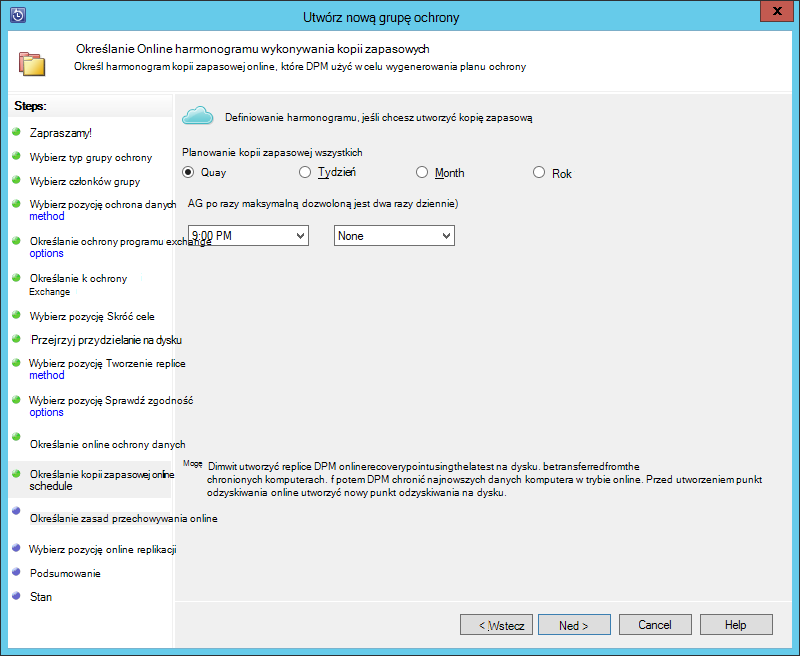 Utwórz nową grupę ochrony
X
Określanie Online harmonogramu wykonywania kopii zapasowych
Określ harmonogram kopii zapasowej online, które DPM użyć w celu wygenerowania planu ochrony
Steps:
Zapraszamy!
Wybierz typ grupy ochrony
Wybierz członków grupy
Wybierz pozycję ochrona danych
method
Określanie ochrony programu exchange
options
Określanie k ochrony
Exchange
Wybierz pozycję Skróć cele
Przejrzyj przydzielanie na dysku
Wybierz pozycję Tworzenie replice
method
Wybierz pozycję Sprawdź zgodność
options
Określanie online ochrony danych
Określanie kopii zapasowej online
schedule
Określanie zasad przechowywania online
Wybierz pozycję online replikacji
Podsumowanie
Stan
Definiowanie harmonogramu, jeśli chcesz utworzyć kopię zapasową
Planowanie kopii zapasowej wszystkich
Quay
Tydzień
Month
Rok
AG po razy maksymalną dozwoloną jest dwa razy dziennie)
9:00 PM
None
Moge Dimwit utworzyć replice DPM onlinerecoverypointusingthelatest na dysku. betransferredfromthe
chronionych komputerach. f potem DPM chronić najnowszych danych komputera w trybie online. Przed utworzeniem punkt
odzyskiwania online utworzyć nowy punkt odzyskiwania na dysku.
< Wstecz
Ned >
Cancel
Help